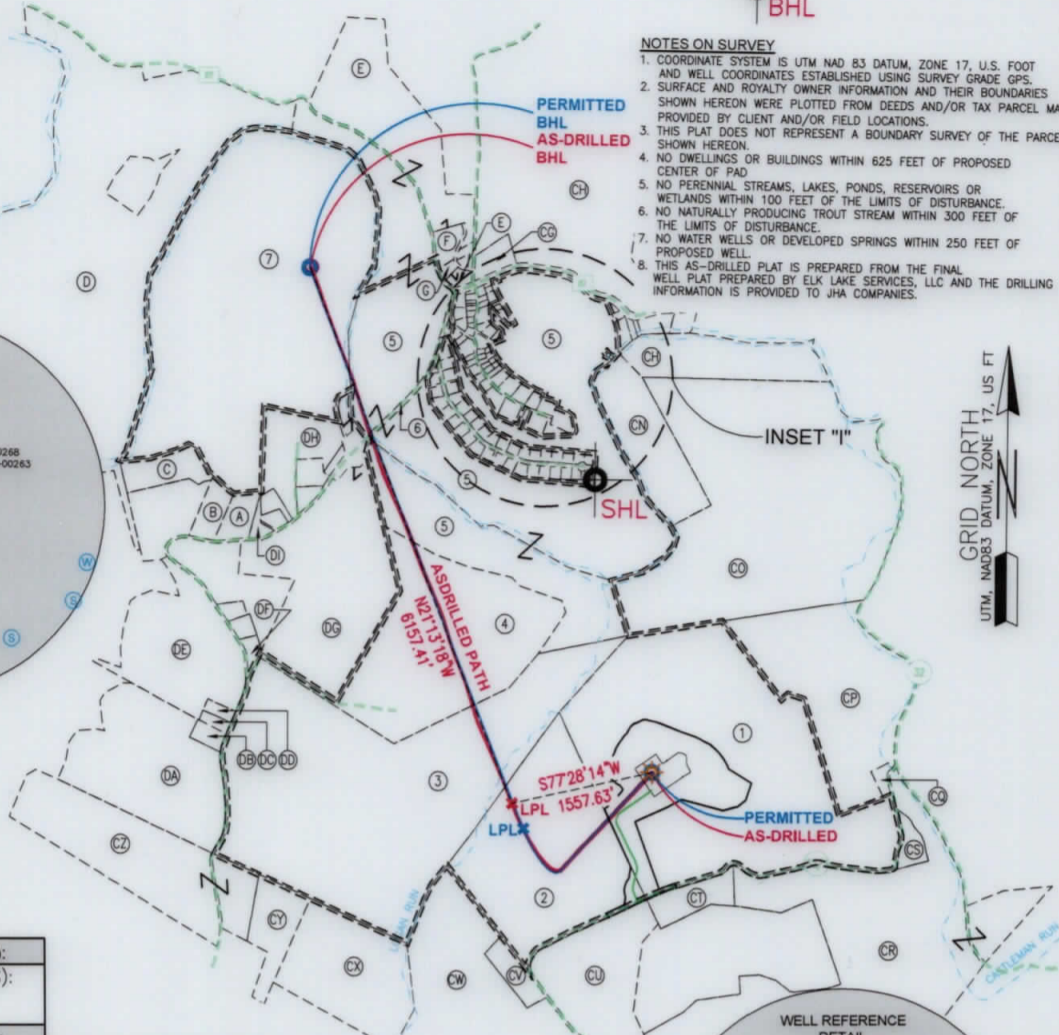 BHL
NOTES ON SURVEY
1. COORDINATE SYSTEM IS UTM NAD 83 DATUM, ZONE 17, U.S. FOOT
AND WELL COORDINATES ESTABLISHED USING SURVEY GRADE GPS.
2. SURFACE AND ROYALTY OWNER INFORMATION AND THEIR BOUNDARIES
SHOWN HEREON WERE PLOTTED FROM DEEDS AND/OR TAX PARCEL MA
PROVIDED BY CLIENT AND/OR FIELD LOCATIONS.
3. THIS PLAT DOES NOT REPRESENT A BOUNDARY SURVEY OF THE PARCE
SHOWN HEREON.
4. NO DWELLINGS OR BUILDINGS WITHIN 625 FEET OF PROPOSED
CENTER OF PAD
5. NO PERENNIAL STREAMS, LAKES, PONDS, RESERVOIRS OR
WETLANDS WITHIN 100 FEET OF THE LIMITS OF DISTURBANCE.
6. NO NATURALLY PRODUCING TROUT STREAM WITHIN 300 FEET OF
THE LIMITS OF DISTURBANCE.
7. NO WATER WELLS OR DEVELOPED SPRINGS WITHIN 250 FEET OF
PROPOSED WELL.
8. THIS AS-DRILLED PLAT IS PREPARED FROM THE FINAL
WELL PLAT PREPARED BY ELK LAKE SERVICES, LLC AND THE DRILLING
INFORMATION IS PROVIDED TO JHA COMPANIES.
PERMITTED
BHL
AS-DRILLED
BHL
E
CH
E
CG
F
G
7
D
5
5
CH
CN
6
DH
INSET "I"
GRID NORTH
UTM, NAD83 DATUM, ZONE 17, US FT
N
0268
-00263
C
B
A
DI
5
5
SHL
CO
W
S
S
DF
DG
DE
4
ASDRILLED PATH
N21°13'18"W
6157.41'
CP
DA
DB
DC
DD
3
1
S77°28'14"W
1557.63'
LPL
LPL
PERMITTED
AS-DRILLED
CQ
CS
CZ
2
CT
CY
CX
CW
CV
CU
CR
CASTLEMAN RUN
WELL REFERENCE